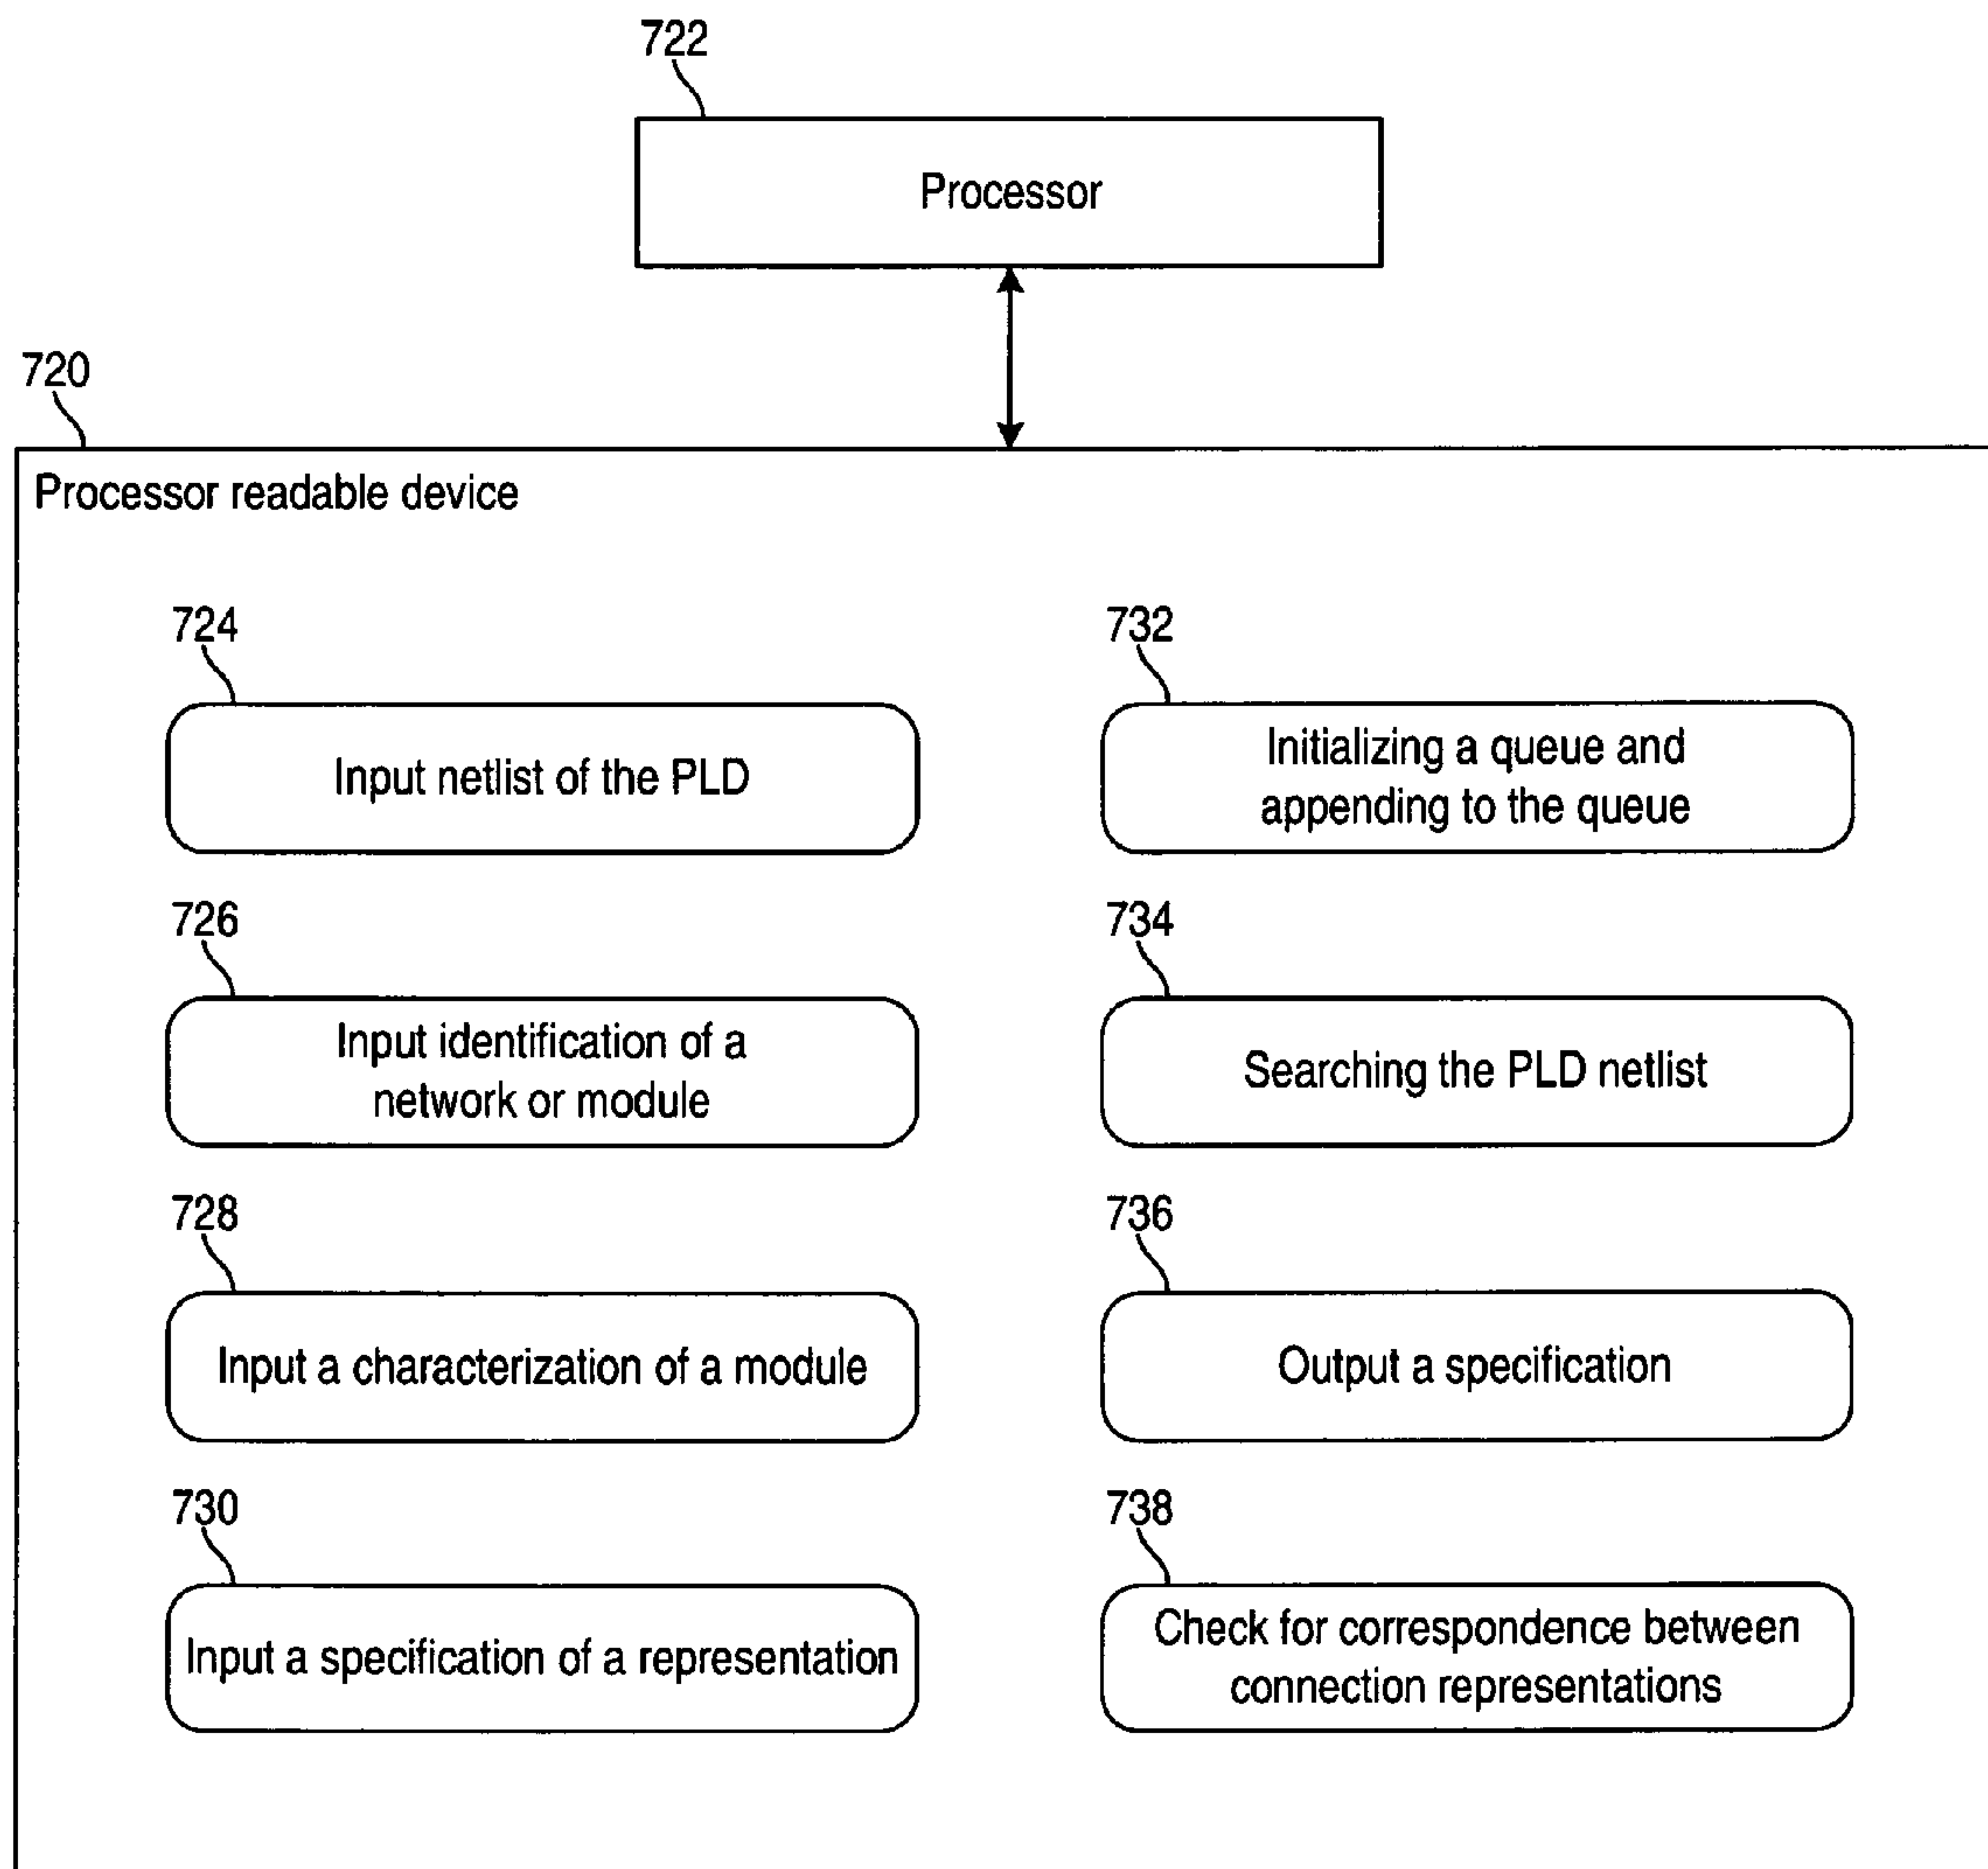 722
Processor
720
Processor readable device
724
Input netlist of the PLD
726
Input identification of a
network or module
728
Input a characterization of a module
730
Input a specification of a representation
732
Initializing a queue and
appending to the queue
734
Searching the PLD netlist
736
Output a specification
738
Check for correspondence between
connection representations